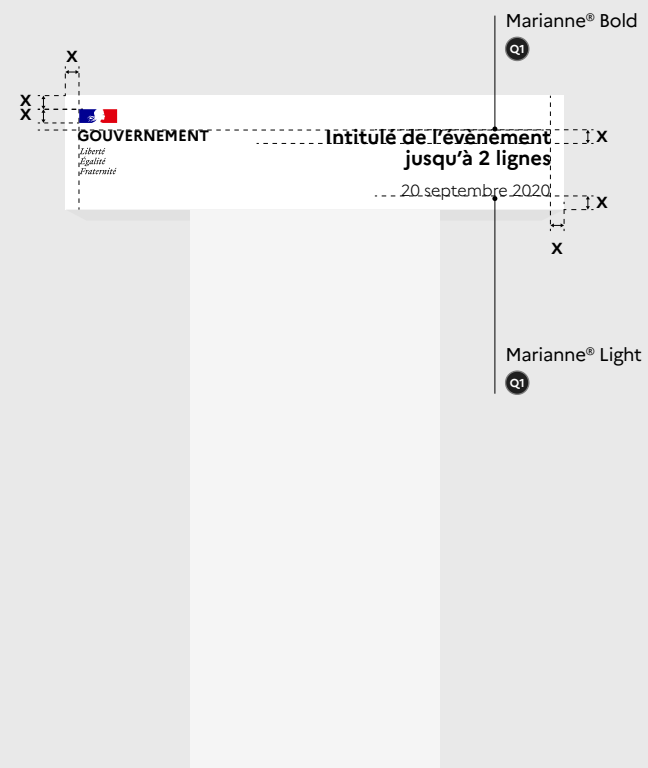 Marianne® Bold
Q1
X
X
X
GOUVERNEMENT
Liberté
Égalité
Fraternité
Intitulé de l'évènement
jusqu'à 2 lignes
X
20 septembre 2020
X
X
Marianne® Light
Q1